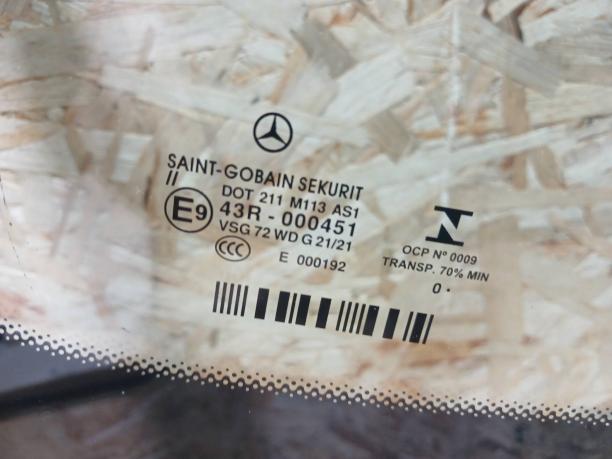 SAINT-GOBAIN SEKURIT
//
DOT 211 M113 AS1
E9
43R - 000451
VSG 72 WD G 21/21
CCC
E 000192
OCP Nº 0009
TRANSP. 70% MIN
0 ·